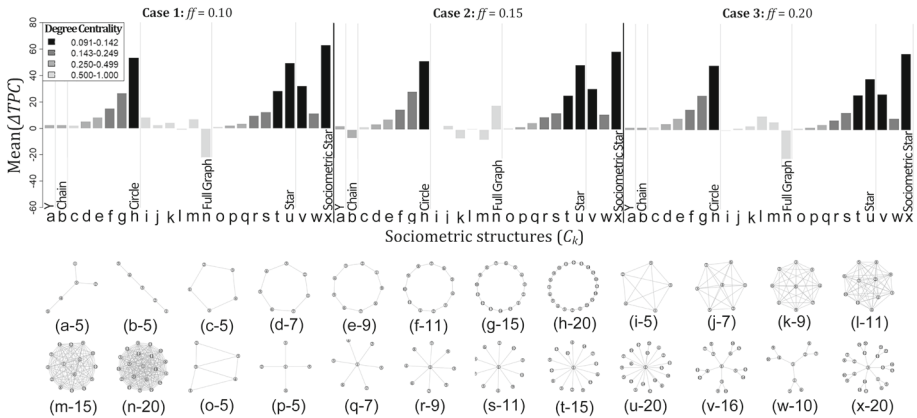 Case 1: ff = 0.10 Case 2: ff = 0.15 Case 3: ff = 0.20
Degree Centrality
0.091-0.142
0.143-0.249
0.250-0.499
0.500-1.000
Mean(ΔTPC)
80
60
40
20
0
-20
-40
-60
Y Chain Circle Full Graph Star Sociometric Star
Y Chain Circle Full Graph Star Sociometric Star
Y Chain Circle Full Graph Star Sociometric Star
a b c d e f g h i j k l m n o p q r s t u v w x a b c d e f g h i j k l m n o p q r s t u v w x a b c d e f g h i j k l m n o p q r s t u v w x
Sociometric structures (Ck)
(a-5) (b-5) (c-5) (d-7) (e-9) (f-11) (g-15) (h-20) (i-5) (j-7) (k-9) (l-11)
(m-15) (n-20) (o-5) (p-5) (q-7) (r-9) (s-11) (t-15) (u-20) (v-16) (w-10) (x-20)